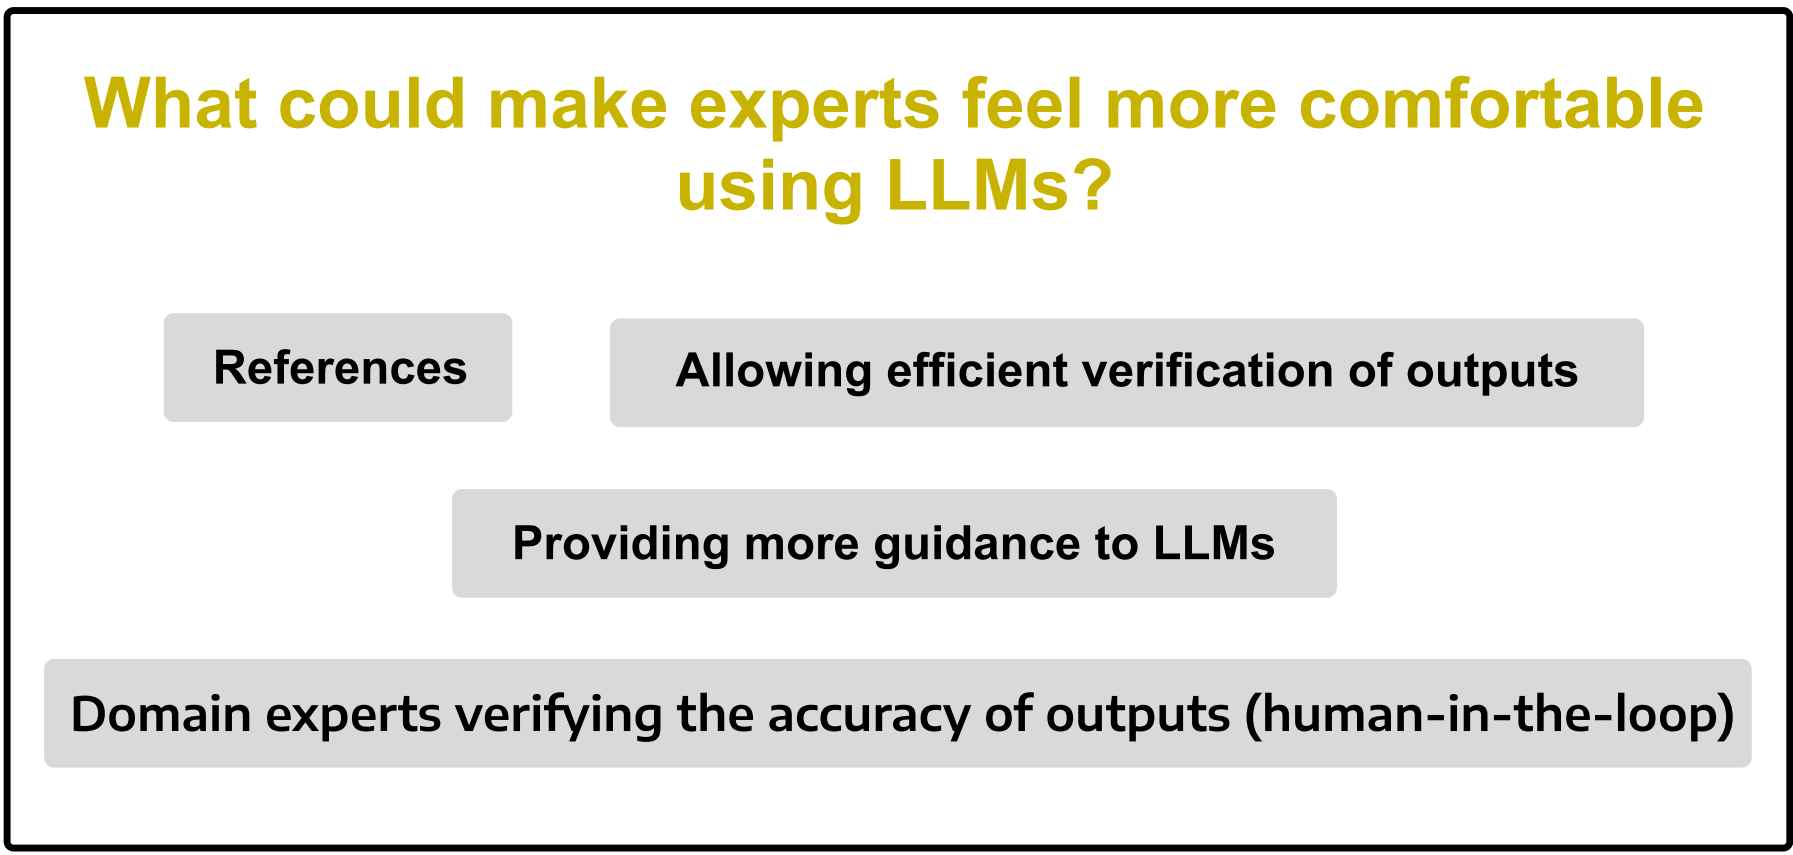 What could make experts feel more comfortable
using LLMs?
References
Allowing efficient verification of outputs
Providing more guidance to LLMs
Domain experts verifying the accuracy of outputs (human-in-the-loop)